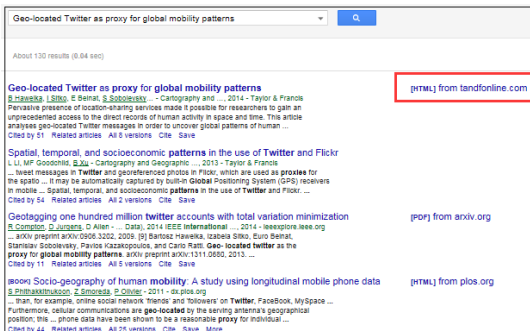 Geo-located Twitter as proxy for global mobility patterns
About 130 results (0.04 sec)
Geo-located Twitter as proxy for global mobility patterns
[HTML] from tandfonline.com
B Hawelka, I Sitko, E Beinat, S Sobolevsky... - Cartography and ..., 2014 - Taylor & Francis
Pervasive presence of location-sharing services made it possible for researchers to gain an
unprecedented access to the direct records of human activity in space and time. This article
analyses geo-located Twitter messages in order to uncover global patterns of human ...
Cited by 51 Related articles All 8 versions Cite Save
Spatial, temporal, and socioeconomic patterns in the use of Twitter and Flickr
L Li, MF Goodchild, B Xu - Cartography and Geographic ..., 2013 - Taylor & Francis
... tweet messages in Twitter and georeferenced photos in Flickr, which are used as proxies for
the spatio ... It may be automatically captured by built-in Global Positioning System (GPS) receivers
in mobile ... Spatial, temporal, and socioeconomic patterns in the use of Twitter and Flickr. ...
Cited by 54 Related articles All 2 versions Cite Save
Geotagging one hundred million twitter accounts with total variation minimization
[PDF] from arxiv.org
R Compton, D Jurgens, D Allen - ... Data), 2014 IEEE International ..., 2014 - ieeexplore.ieee.org
... arXiv preprint arXiv:0906.3202, 2009. [9] Bartosz Hawelka, Izabela Sitko, Euro Beinat,
Stanislav Sobolevsky, Pavlos Kazakopoulos, and Carlo Ratti. Geo- located twitter as the
proxy for global mobility patterns. arXiv preprint arXiv:1311.0680, 2013. ...
Cited by 11 Related articles All 5 versions Cite Save
[BOOK] Socio-geography of human mobility: A study using longitudinal mobile phone data
[HTML] from plos.org
S Phithakkitnukoon, Z Smoreda, P Olivier - 2011 - dx.plos.org
... than, for example, online social network 'friends' and 'followers' on Twitter, FaceBook, MySpace ...
Furthermore, cellular communications are geo-located by the serving antenna's geographical
position; this ... phone data have been shown to be a reasonable proxy for individual ...
Cited by 44 Related articles All 25 versions Cite Save More